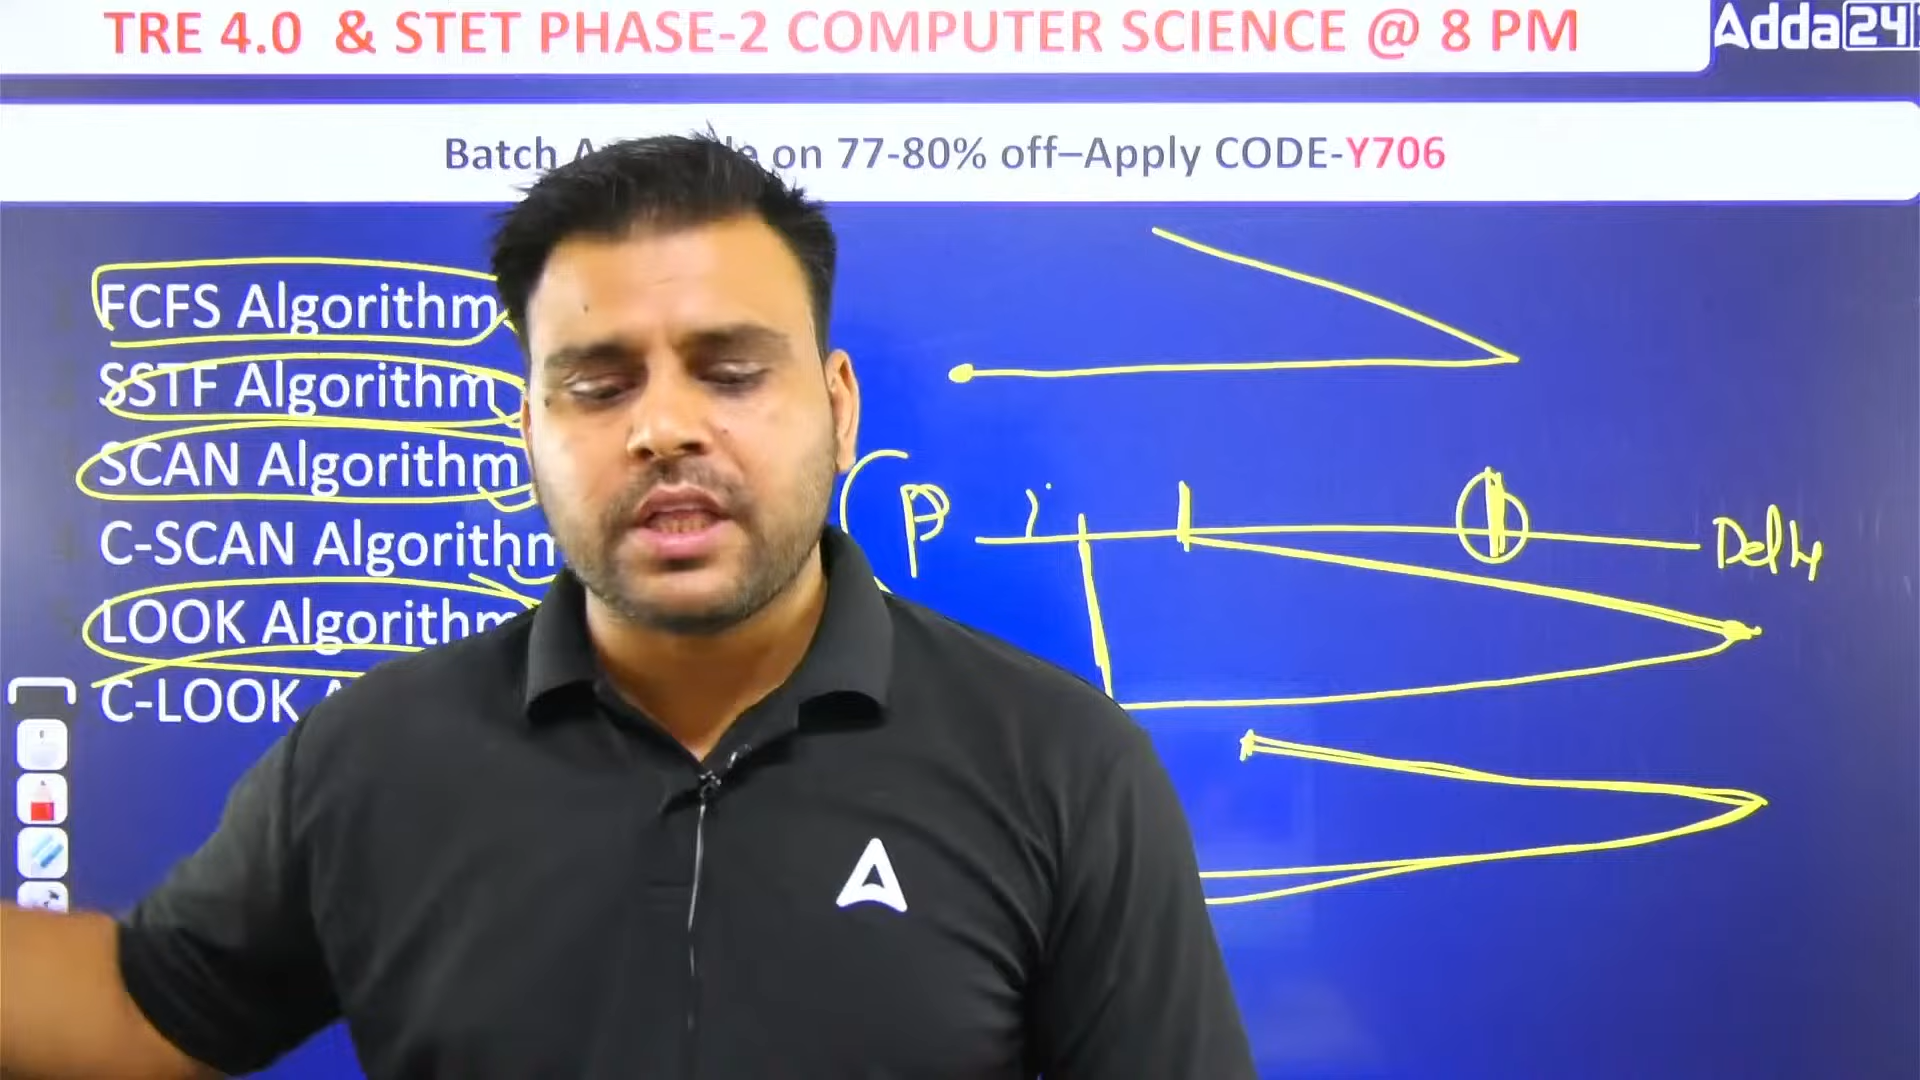 TRE 4.0 & STET PHASE-2 COMPUTER SCIENCE @ 8 PM
Adda24
Batch on 77-80% off–Apply CODE-Y706
FCFS Algorithm
SSTF Algorithm
SCAN Algorithm
C-SCAN Algorithm
LOOK Algorithm
C-LOOK
Delhi